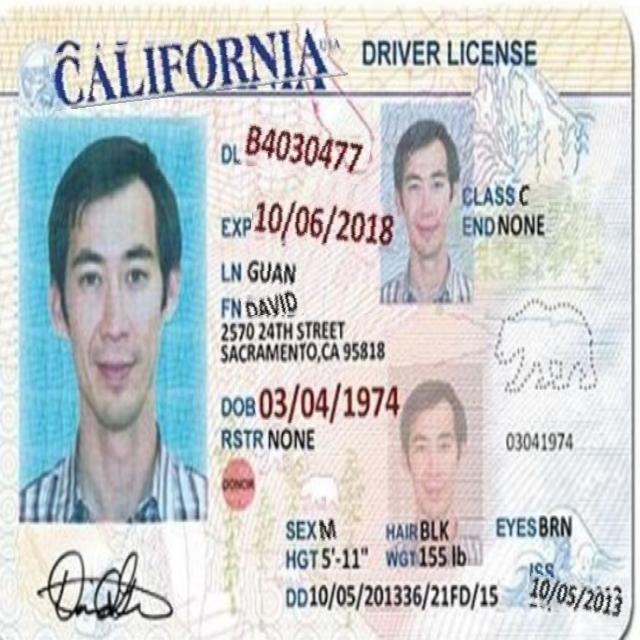 CALIFORNIA USA DRIVER LICENSE
DL B4030477
CLASS C
EXP 10/06/2018
END NONE
LN GUAN
FN DAVID
2570 24TH STREET
SACRAMENTO,CA 95818
DOB 03/04/1974
RSTR NONE
03041974
DONOR
SEX M HAIR BLK EYES BRN
HGT 5'-11" WGT 155 lb
ISS
DD 10/05/201336/21FD/15 10/05/2013